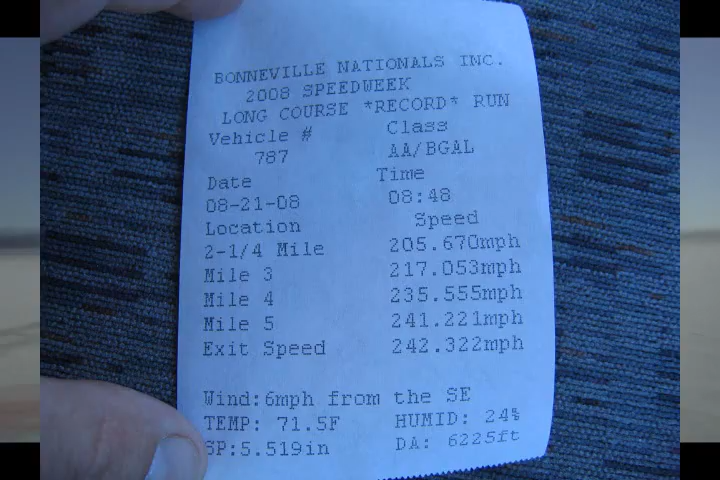 BONNEVILLE NATIONALS INC.
2008 SPEEDWEEK
LONG COURSE *RECORD* RUN
Vehicle # Class
787 AA/BGAL
Date Time
08-21-08 08:48
Location Speed
2-1/4 Mile 205.670mph
Mile 3 217.053mph
Mile 4 235.555mph
Mile 5 241.221mph
Exit Speed 242.322mph
Wind:6mph from the SE
TEMP: 71.5F HUMID: 24%
SP:5.519in DA: 6225ft